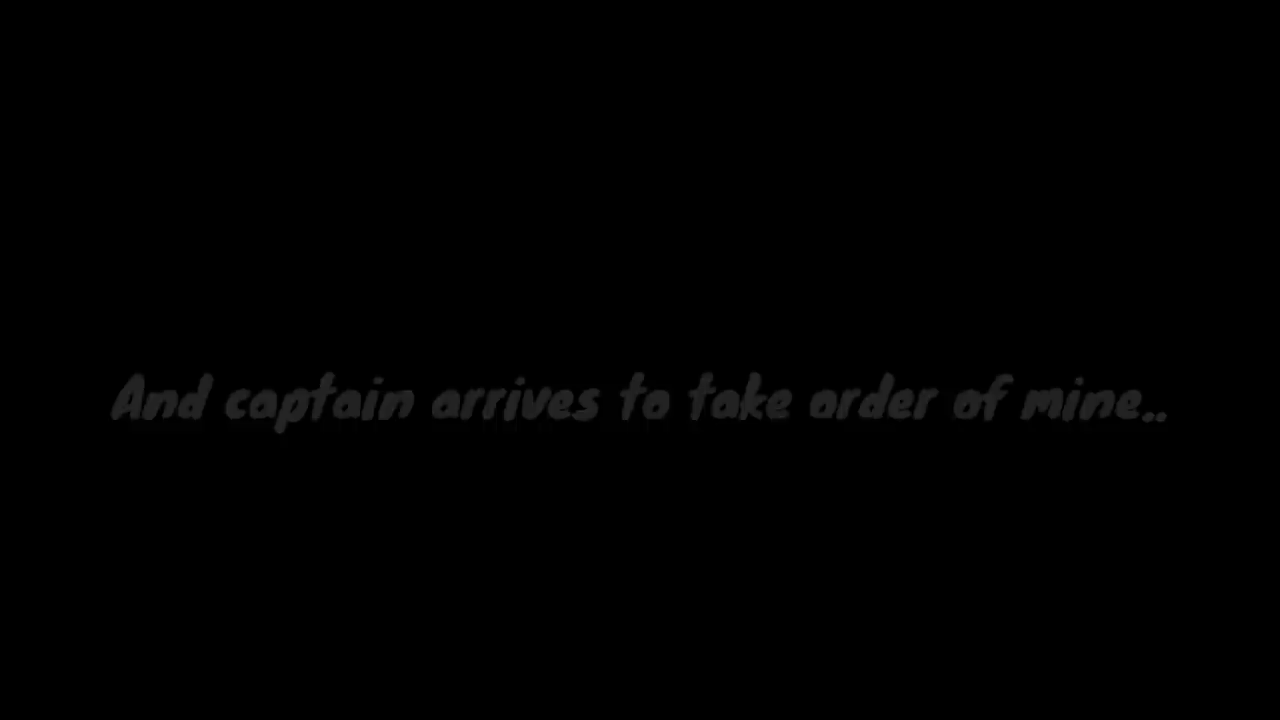 And captain arrives to take order of mine..